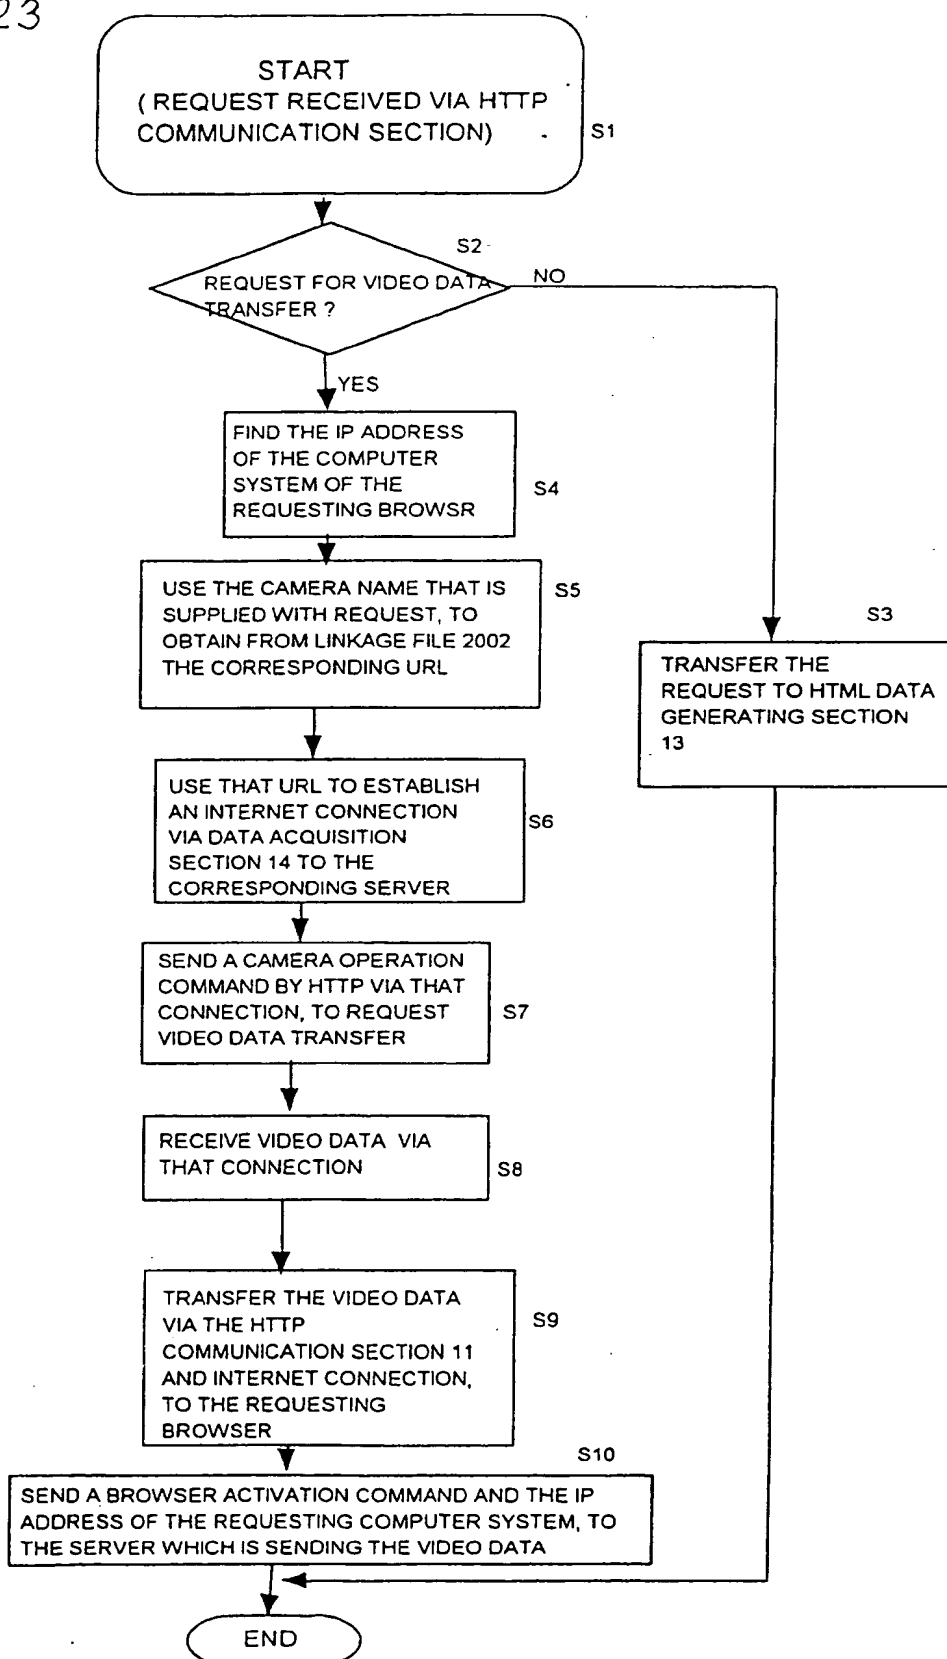 23
START
( REQUEST RECEIVED VIA HTTP
COMMUNICATION SECTION)
S1
S2
REQUEST FOR VIDEO DATA
TRANSFER ?
NO
YES
FIND THE IP ADDRESS
OF THE COMPUTER
SYSTEM OF THE
REQUESTING BROWSR
S4
USE THE CAMERA NAME THAT IS
SUPPLIED WITH REQUEST, TO
OBTAIN FROM LINKAGE FILE 2002
THE CORRESPONDING URL
S5
S3
TRANSFER THE
REQUEST TO HTML DATA
GENERATING SECTION
13
USE THAT URL TO ESTABLISH
AN INTERNET CONNECTION
VIA DATA ACQUISITION
SECTION 14 TO THE
CORRESPONDING SERVER
S6
SEND A CAMERA OPERATION
COMMAND BY HTTP VIA THAT
CONNECTION, TO REQUEST
VIDEO DATA TRANSFER
S7
RECEIVE VIDEO DATA VIA
THAT CONNECTION
S8
TRANSFER THE VIDEO DATA
VIA THE HTTP
COMMUNICATION SECTION 11
AND INTERNET CONNECTION,
TO THE REQUESTING
BROWSER
S9
S10
SEND A BROWSER ACTIVATION COMMAND AND THE IP
ADDRESS OF THE REQUESTING COMPUTER SYSTEM, TO
THE SERVER WHICH IS SENDING THE VIDEO DATA
END